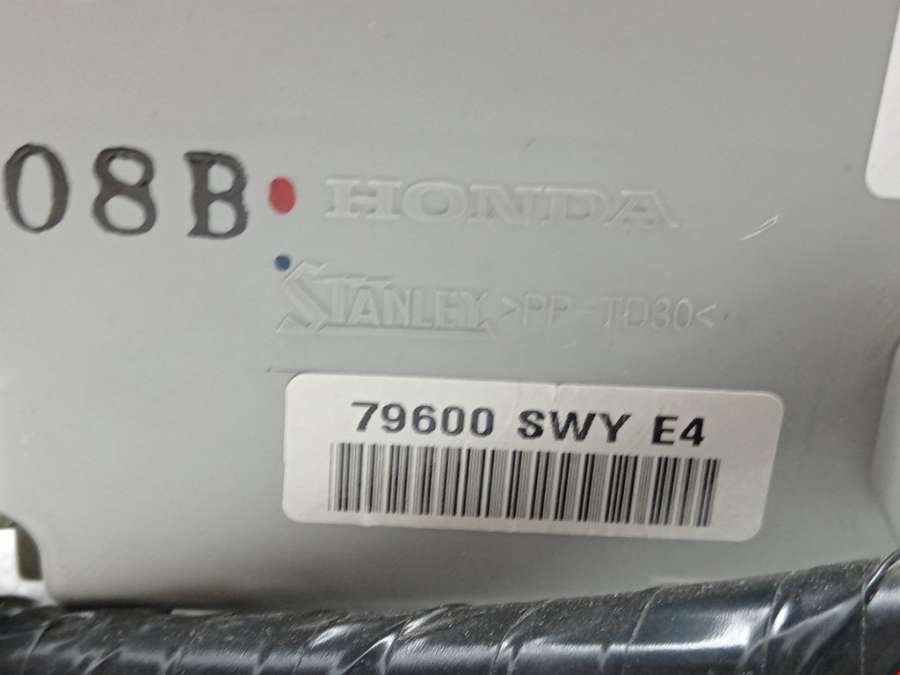 08B HONDA
STANLEY >PP-TD30<
79600 SWY E4